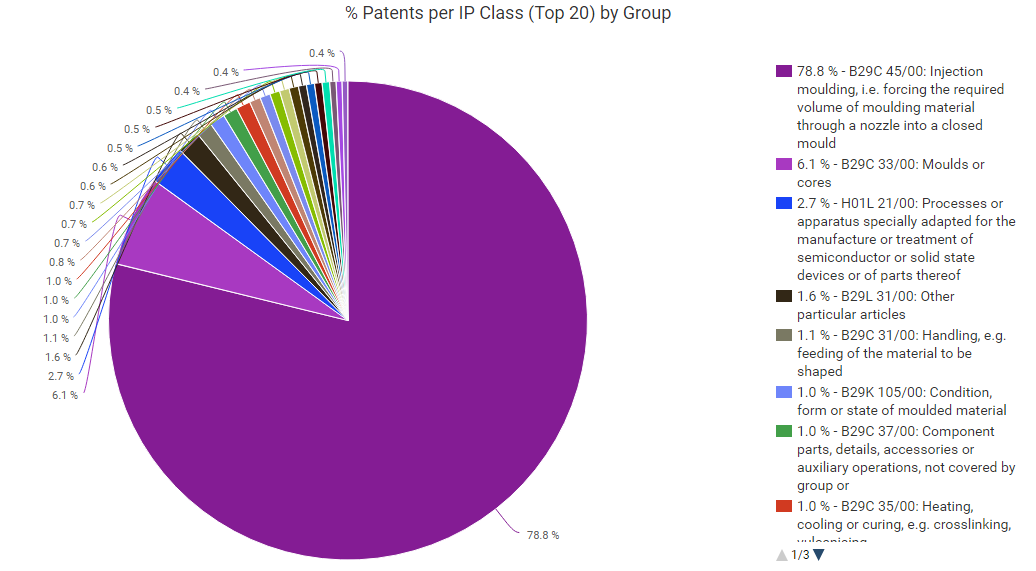 % Patents per IP Class (Top 20) by Group
0.4 %
0.4 %
0.4 %
0.5 %
0.5 %
0.5 %
0.6 %
0.6 %
0.7 %
0.7 %
0.7 %
0.8 %
1.0 %
1.0 %
1.0 %
1.1 %
1.6 %
2.7 %
6.1 %
78.8 %
78.8 % - B29C 45/00: Injection
moulding, i.e. forcing the required
volume of moulding material
through a nozzle into a closed
mould
6.1 % - B29C 33/00: Moulds or
cores
2.7 % - H01L 21/00: Processes or
apparatus specially adapted for the
manufacture or treatment of
semiconductor or solid state
devices or of parts thereof
1.6 % - B29L 31/00: Other
particular articles
1.1 % - B29C 31/00: Handling, e.g.
feeding of the material to be
shaped
1.0 % - B29K 105/00: Condition,
form or state of moulded material
1.0 % - B29C 37/00: Component
parts, details, accessories or
auxiliary operations, not covered by
group or
1.0 % - B29C 35/00: Heating,
cooling or curing, e.g. crosslinking,
1/3